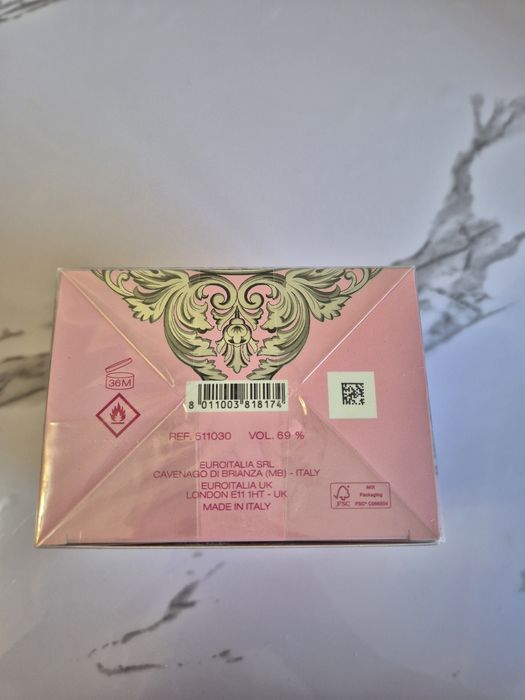 36M
8 011003 818174
REF. 511030 VOL. 69 %
EUROITALIA SRL
CAVENAGO DI BRIANZA (MB) - ITALY
EUROITALIA UK
LONDON E11 1HT - UK
MADE IN ITALY
FSC
MIX
Packaging